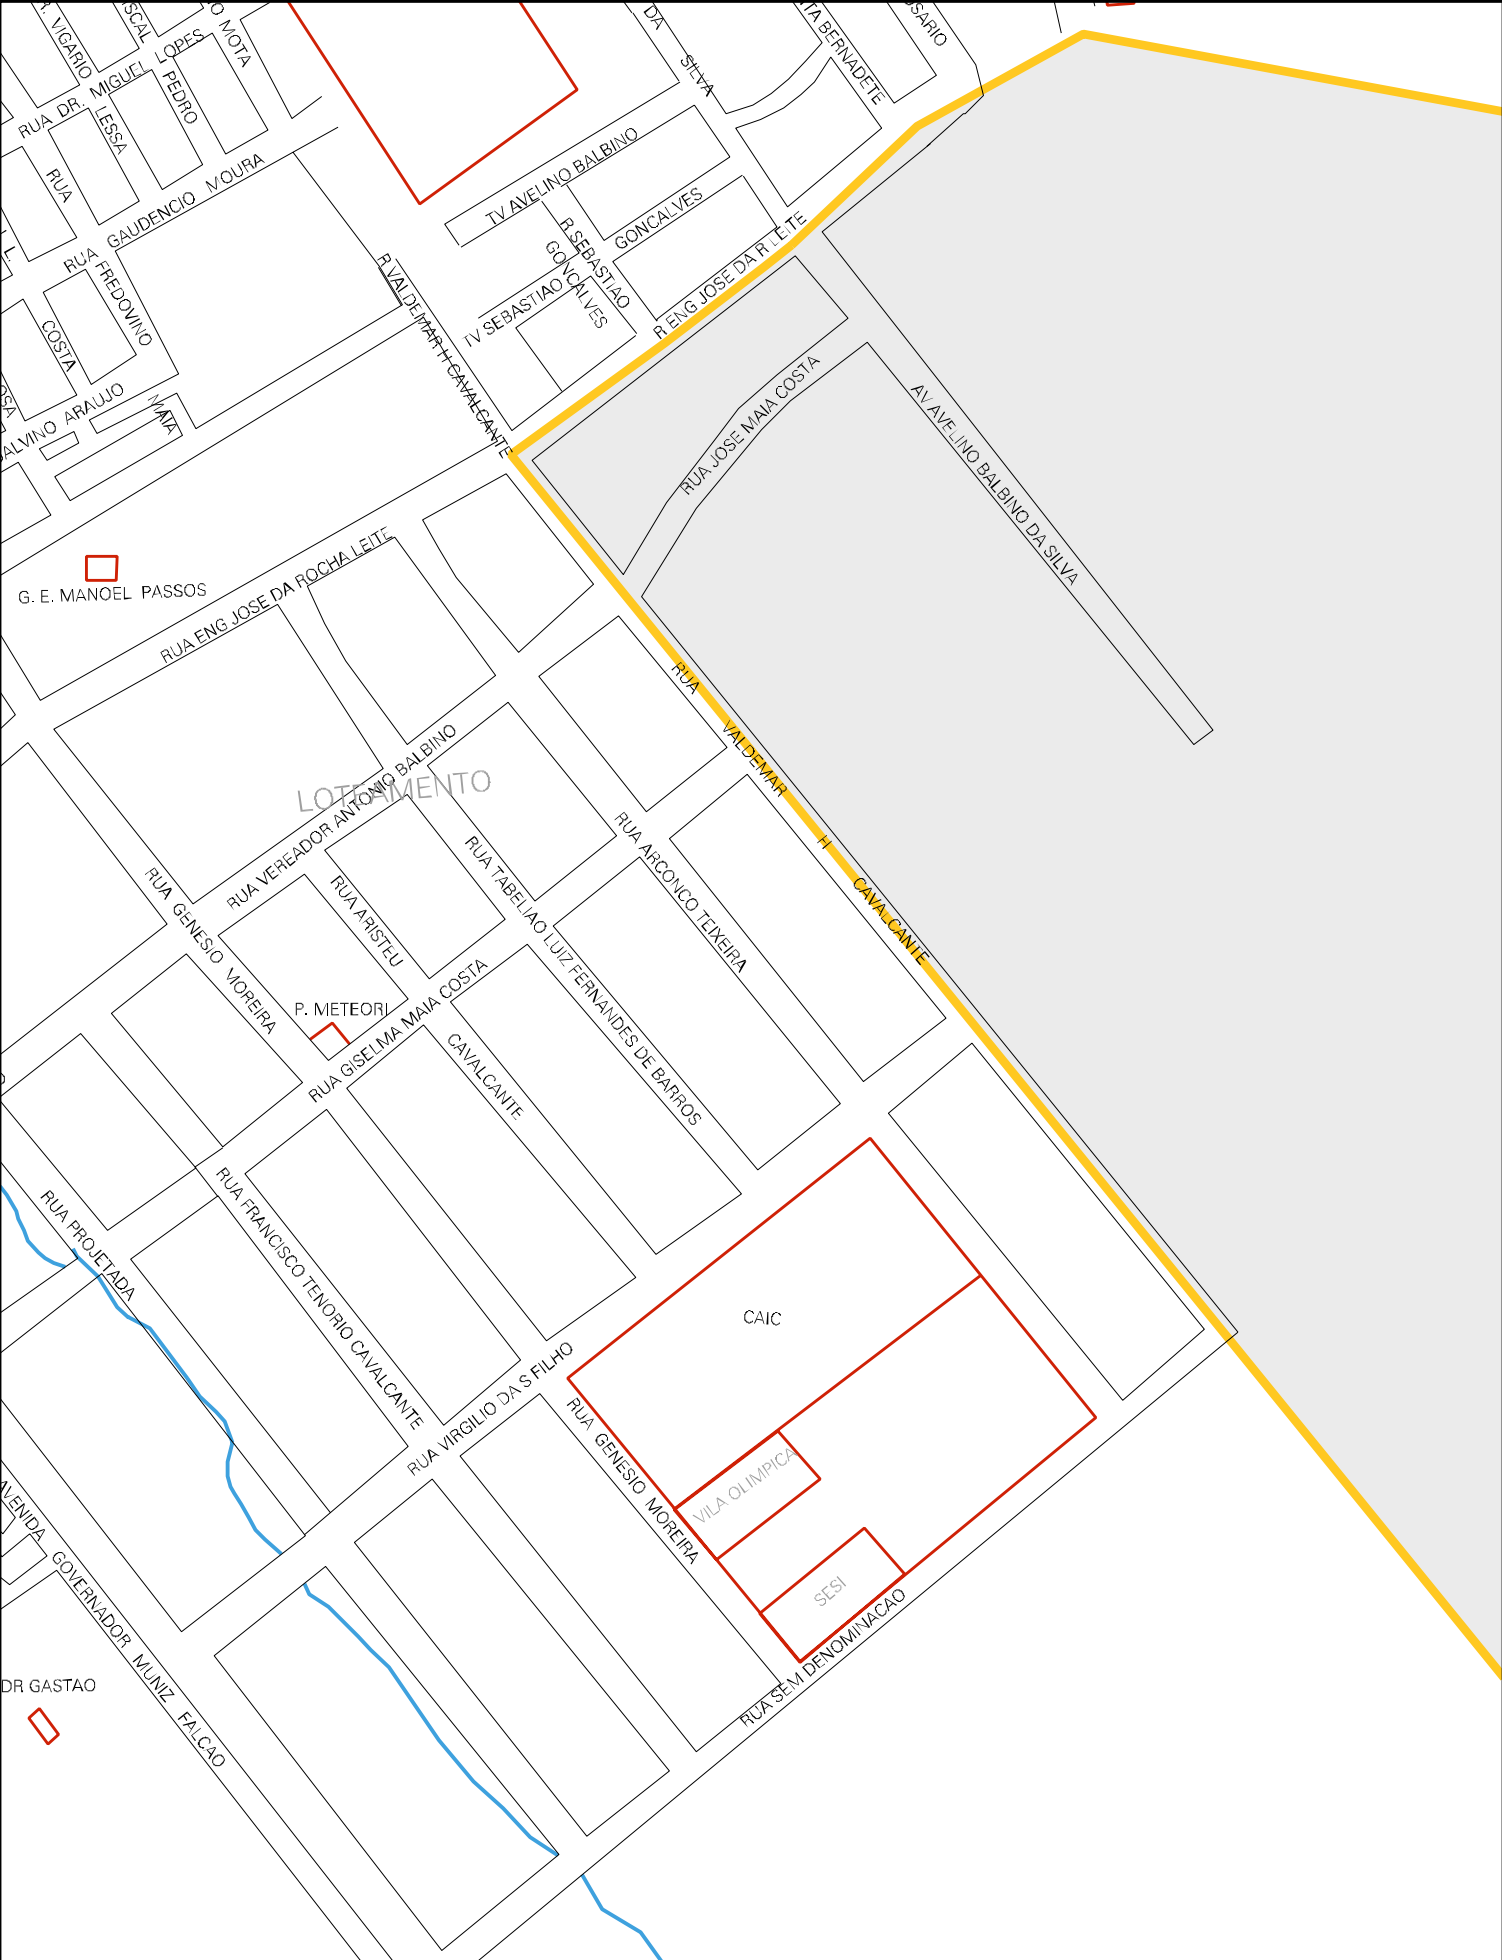 R. VIGARIO
RUA DR. MIGUEL LOPES
PEDRO
LESSA
MOTA
RUA
RUA GAUDENCIO MOURA
FREDOVINO
COSTA
MAIA
ARAUJO
DA
SILVA
TV AVELINO BALBINO
R SEBASTIAO
GONCALVES
GONCALVES
TV SEBASTIAO
R ENG JOSE DA R LEITE
R VALDEMAR H CAVALCANTE
RUA JOSE MAIA COSTA
AV AVELINO BALBINO DA SILVA
G. E. MANOEL PASSOS
RUA ENG JOSE DA ROCHA LEITE
RUA
VALDEMAR
H
CAVALCANTE
LOTEAMENTO
RUA VEREADOR ANTONIO BALBINO
RUA GENESIO MOREIRA
RUA ARISTEU
CAVALCANTE
RUA TABELIAO LUIZ FERNANDES DE BARROS
RUA ARCONCO TEIXEIRA
P. METEORI
RUA GISELMA MAIA COSTA
RUA PROJETADA
RUA FRANCISCO TENORIO CAVALCANTE
RUA VIRGILIO DA S FILHO
CAIC
RUA GENESIO MOREIRA
VILA OLIMPICA
SESI
RUA SEM DENOMINACAO
AVENIDA GOVERNADOR MUNIZ FALCAO
DR GASTAO